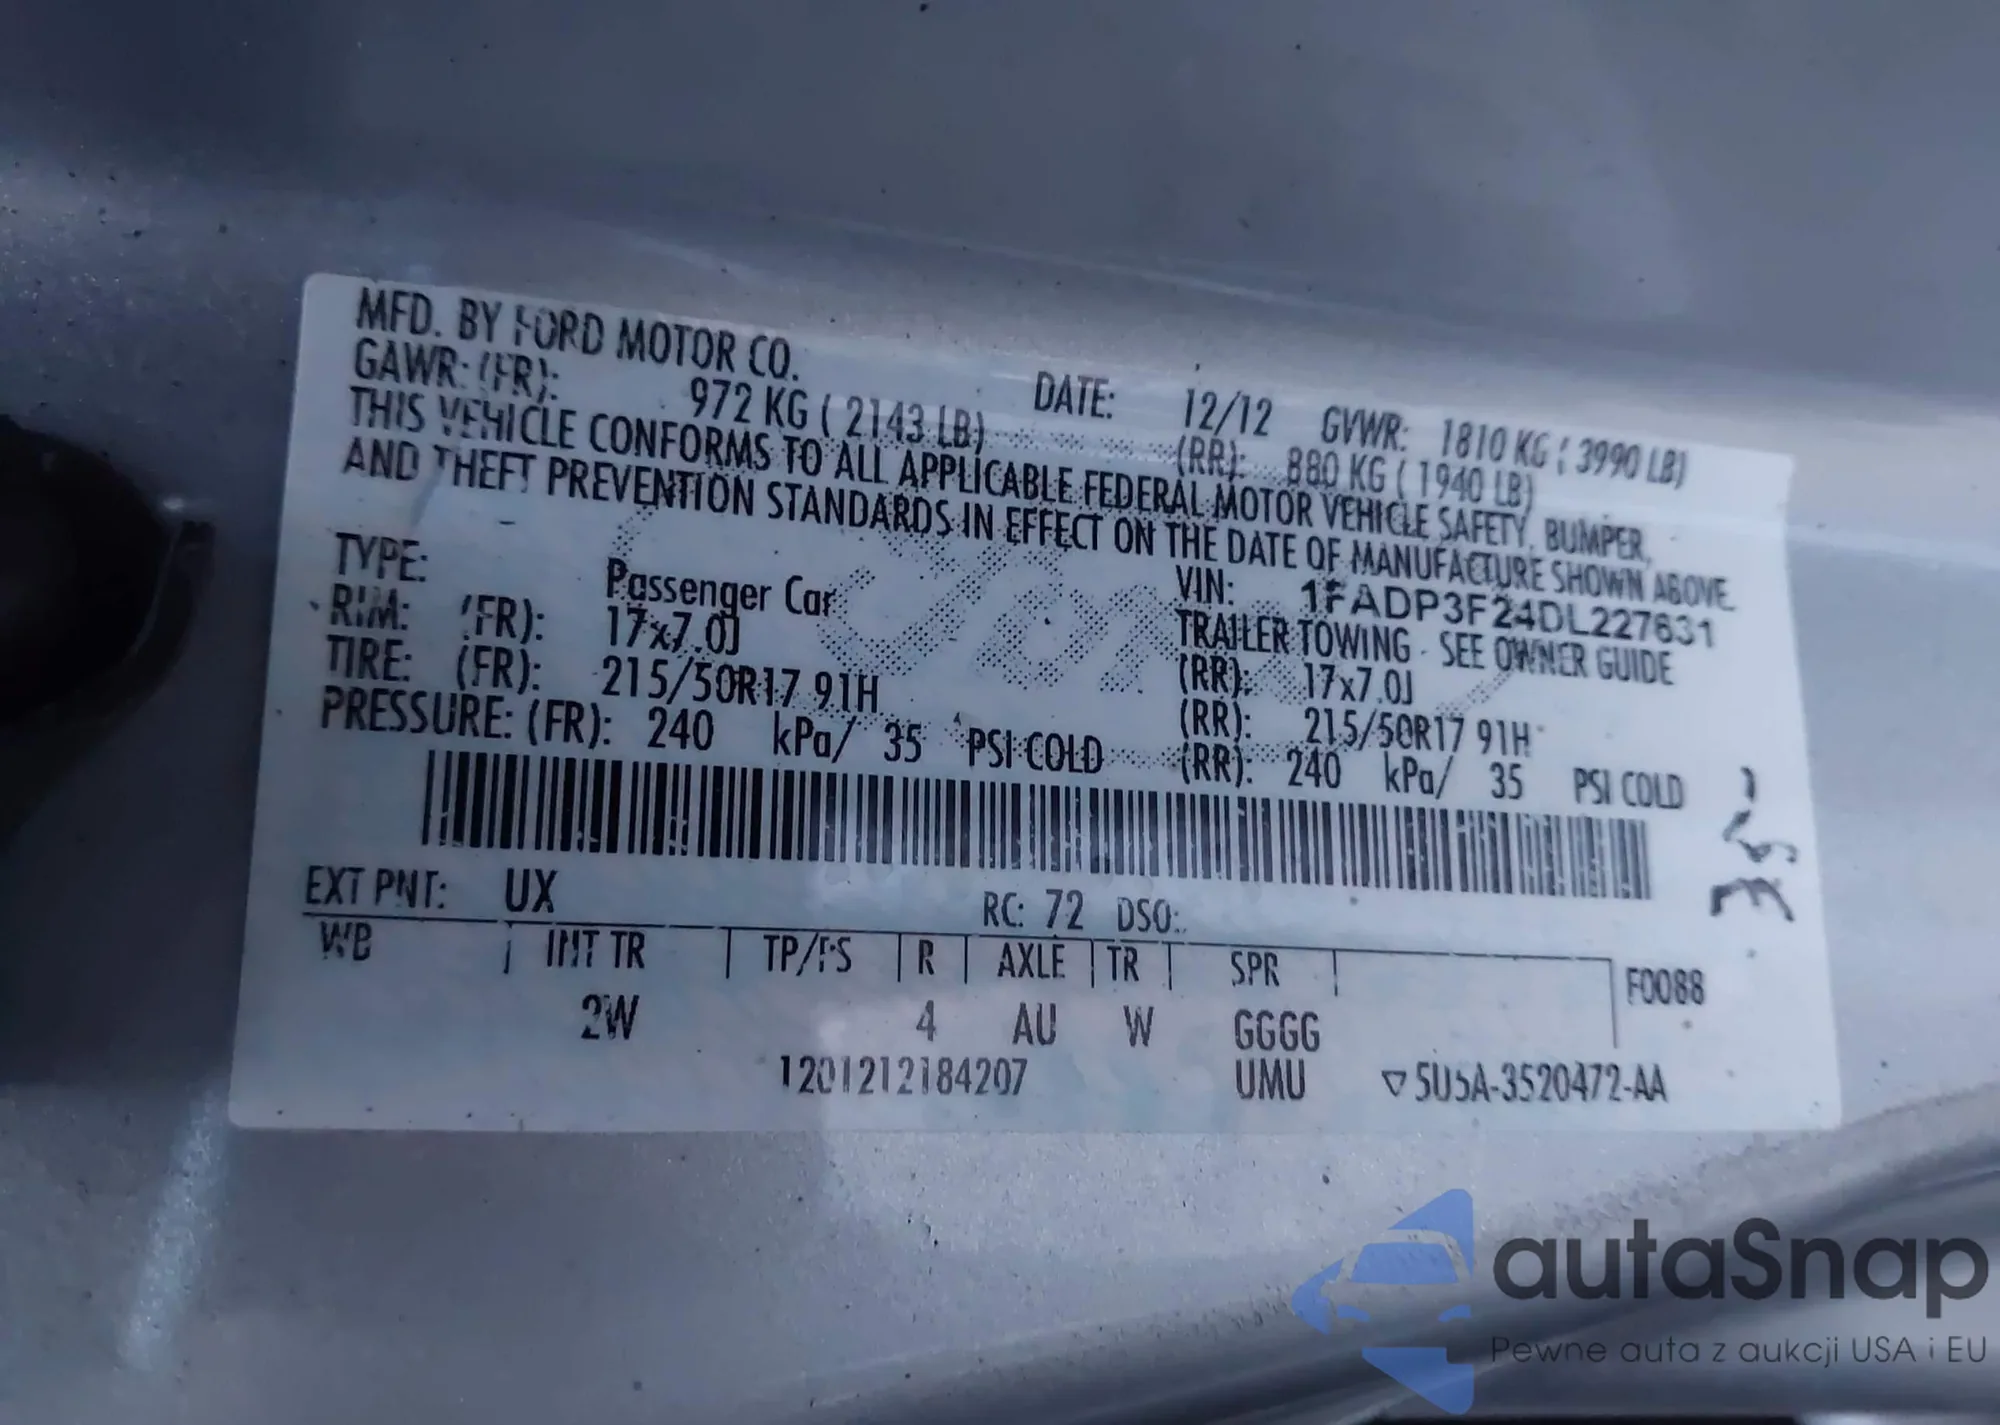 MFD. BY FORD MOTOR CO. DATE: 12/12 GVWR: 1810 KG ( 3990 LB)
GAWR: (FR): 972 KG ( 2143 LB) (RR): 880 KG ( 1940 LB)
THIS VEHICLE CONFORMS TO ALL APPLICABLE FEDERAL MOTOR VEHICLE SAFETY, BUMPER,
AND THEFT PREVENTION STANDARDS IN EFFECT ON THE DATE OF MANUFACTURE SHOWN ABOVE.
VIN: 1FADP3F24DL227631
TYPE: Passenger Car TRAILER TOWING - SEE OWNER GUIDE
RIM: (FR): 17x7.0J (RR): 17x7.0J
TIRE: (FR): 215/50R17 91H (RR): 215/50R17 91H
PRESSURE: (FR): 240 kPa/ 35 PSI COLD (RR): 240 kPa/ 35 PSI COLD
EXT PNT: UX RC: 72 DSO:
WB INT TR TP/PS R AXLE TR SPR F0088
2W 4 AU W GGGG
1201212184207 UMU ▽5U5A-3520472-AA
autaSnap
Pewne auta z aukcji USA i EU